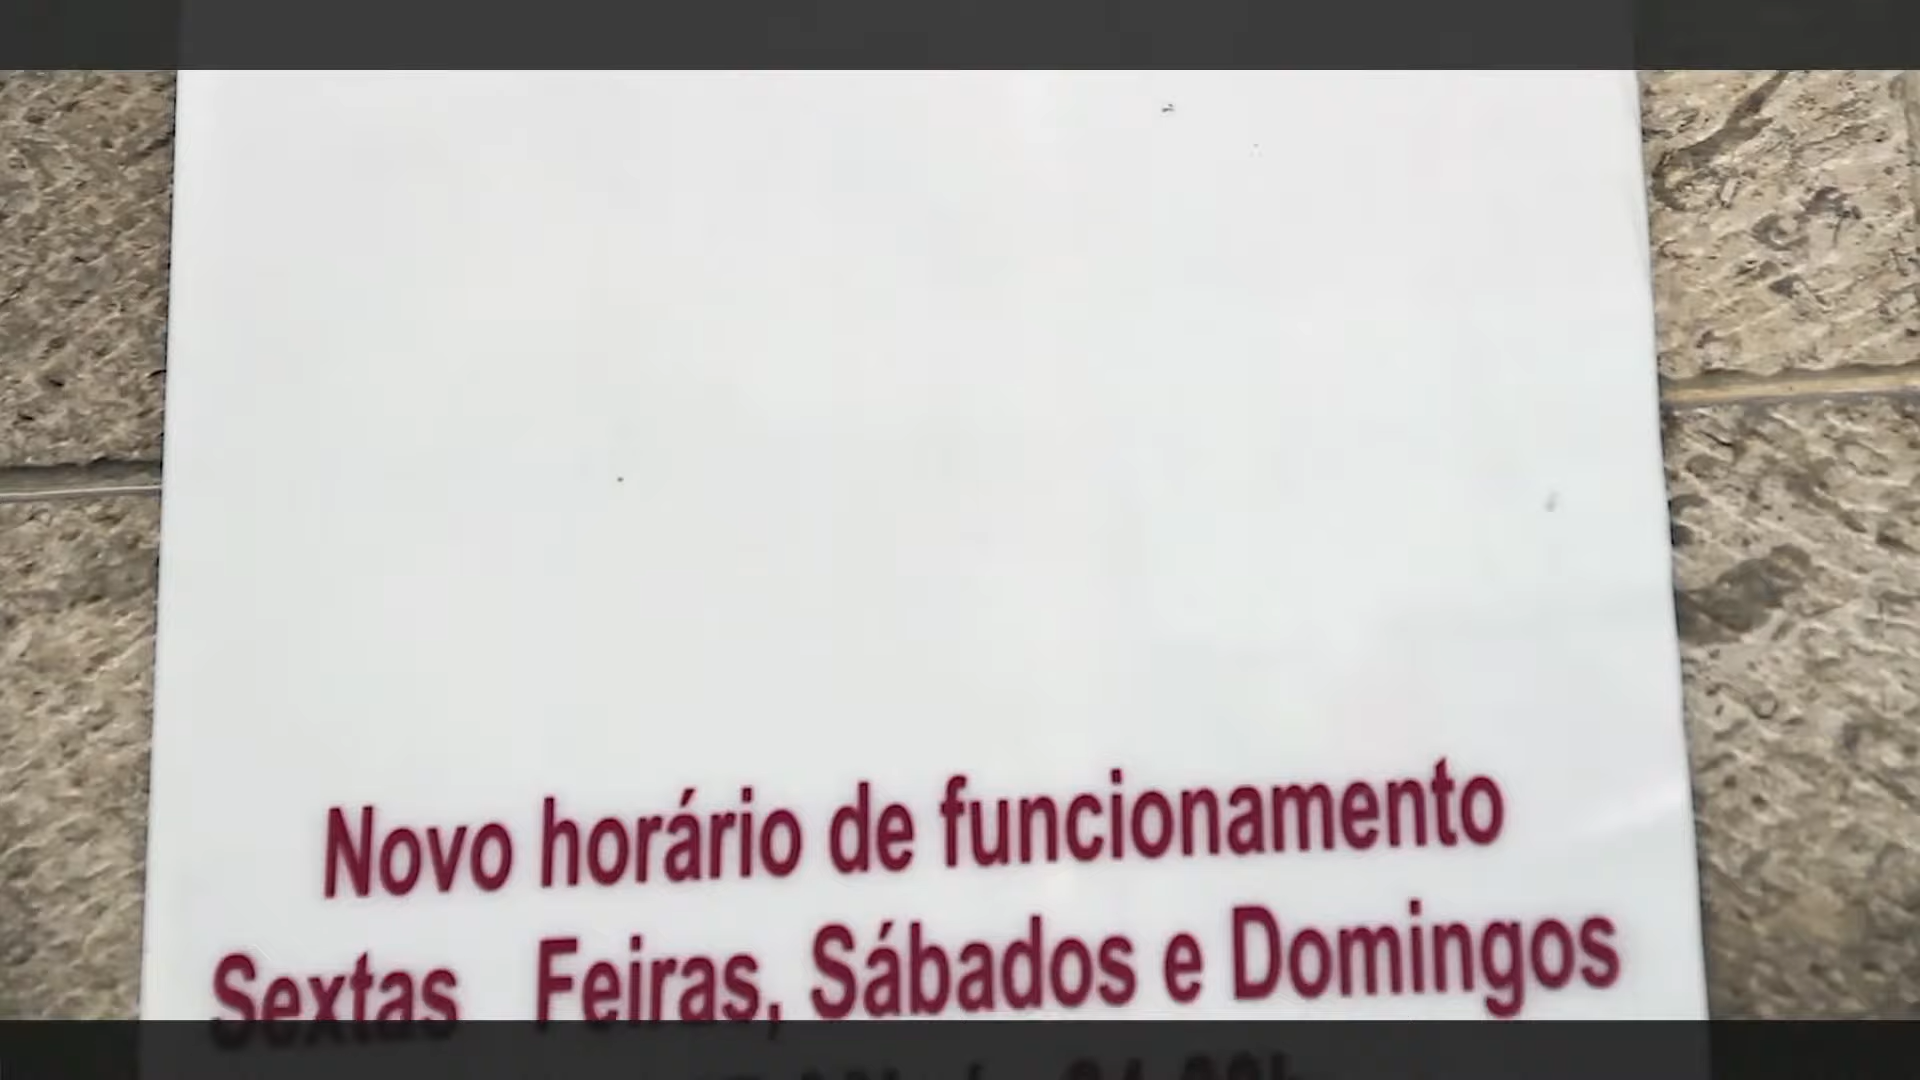 Novo horário de funcionamento
Sextas Feiras, Sábados e Domingos